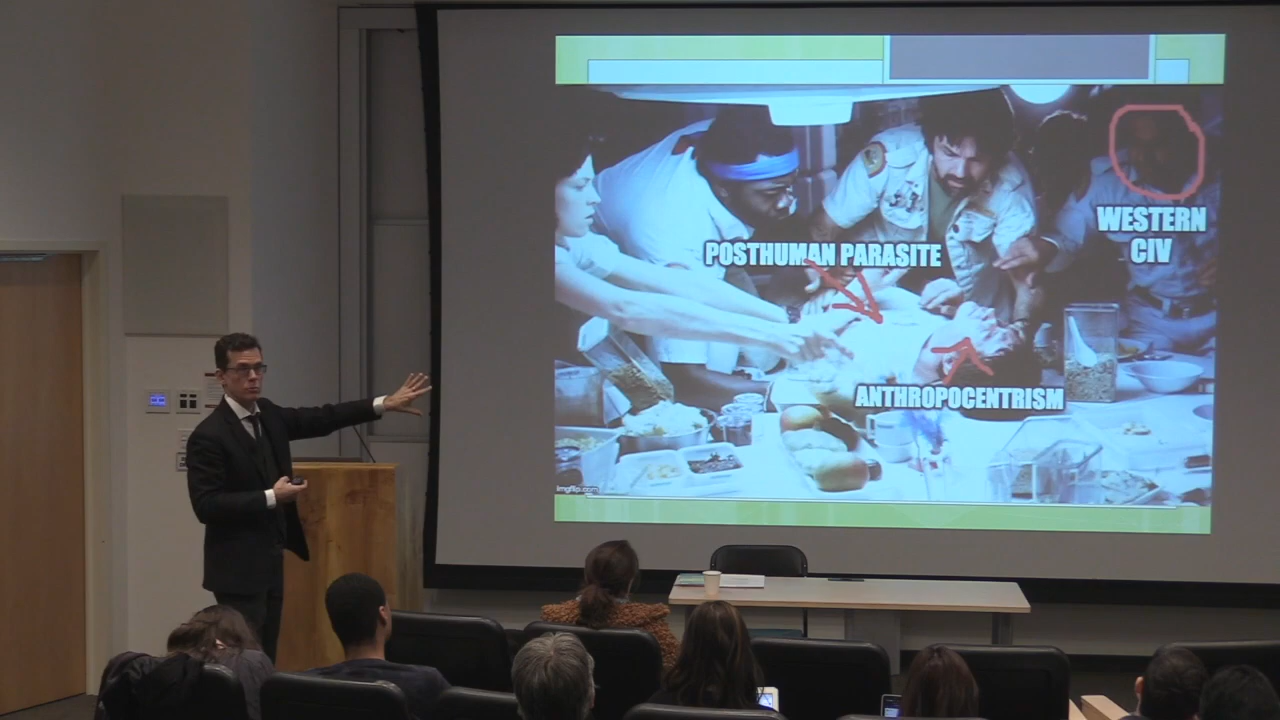 WESTERN
CIV
POSTHUMAN PARASITE
ANTHROPOCENTRISM
imgflip.com